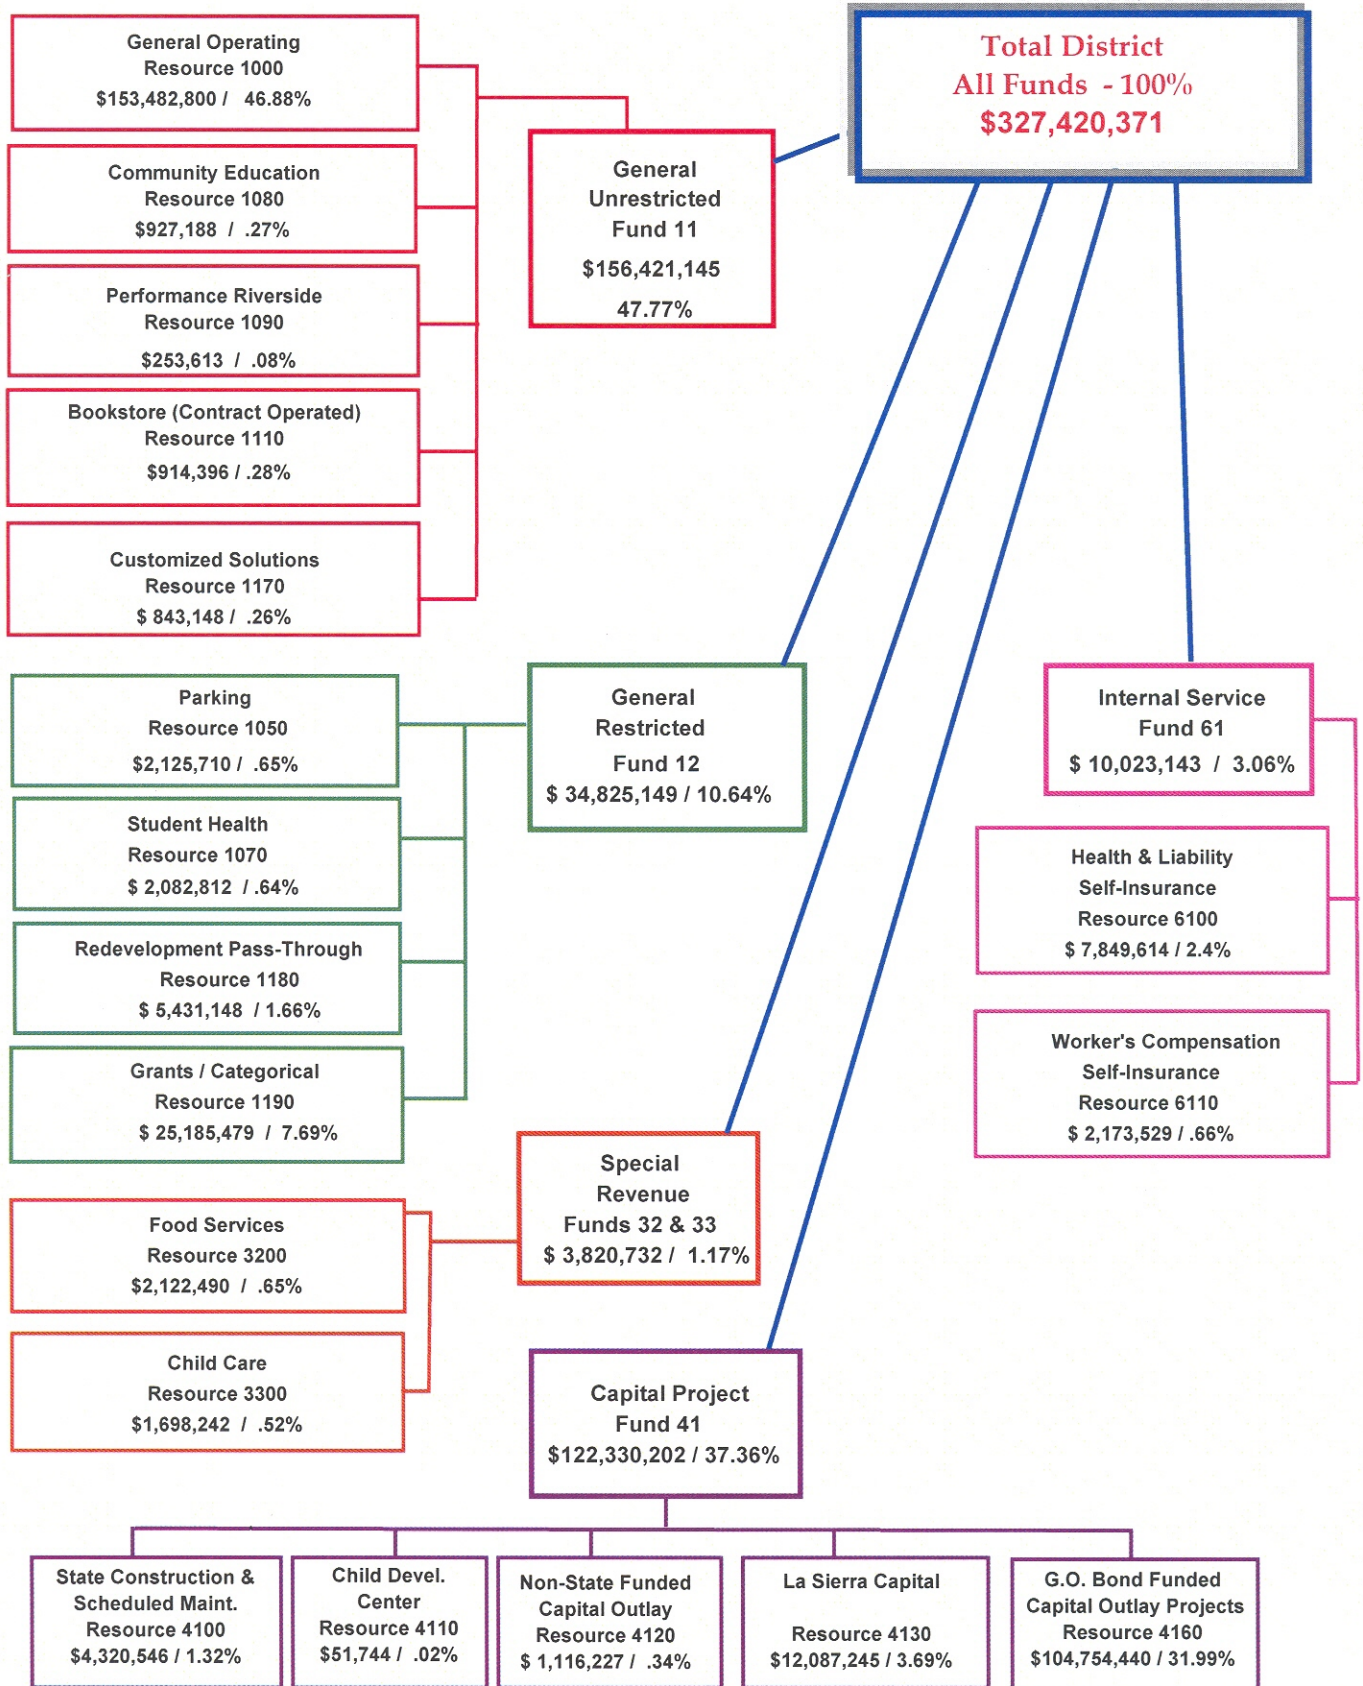 Total District
All Funds - 100%
$327,420,371
General Operating
Resource 1000
$153,482,800 / 46.88%
Community Education
Resource 1080
$927,188 / .27%
Performance Riverside
Resource 1090
$253,613 / .08%
Bookstore (Contract Operated)
Resource 1110
$914,396 / .28%
Customized Solutions
Resource 1170
$ 843,148 / .26%
General
Unrestricted
Fund 11
$156,421,145
47.77%
Parking
Resource 1050
$2,125,710 / .65%
Student Health
Resource 1070
$ 2,082,812 / .64%
Redevelopment Pass-Through
Resource 1180
$ 5,431,148 / 1.66%
Grants / Categorical
Resource 1190
$ 25,185,479 / 7.69%
General
Restricted
Fund 12
$ 34,825,149 / 10.64%
Internal Service
Fund 61
$ 10,023,143 / 3.06%
Health & Liability
Self-Insurance
Resource 6100
$ 7,849,614 / 2.4%
Worker's Compensation
Self-Insurance
Resource 6110
$ 2,173,529 / .66%
Special
Revenue
Funds 32 & 33
$ 3,820,732 / 1.17%
Food Services
Resource 3200
$2,122,490 / .65%
Child Care
Resource 3300
$1,698,242 / .52%
Capital Project
Fund 41
$122,330,202 / 37.36%
State Construction &
Scheduled Maint.
Resource 4100
$4,320,546 / 1.32%
Child Devel.
Center
Resource 4110
$51,744 / .02%
Non-State Funded
Capital Outlay
Resource 4120
$ 1,116,227 / .34%
La Sierra Capital
Resource 4130
$12,087,245 / 3.69%
G.O. Bond Funded
Capital Outlay Projects
Resource 4160
$104,754,440 / 31.99%